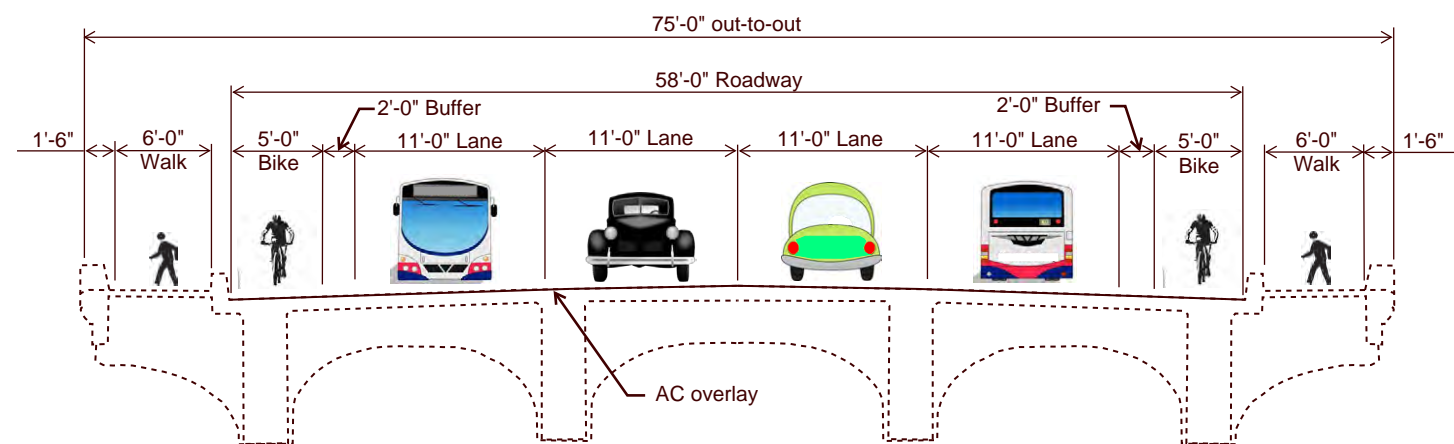 75'-0" out-to-out
58'-0" Roadway
2'-0" Buffer
2'-0" Buffer
1'-6"
6'-0"
Walk
5'-0"
Bike
11'-0" Lane
11'-0" Lane
11'-0" Lane
11'-0" Lane
5'-0"
Bike
6'-0"
Walk
1'-6"
AC overlay